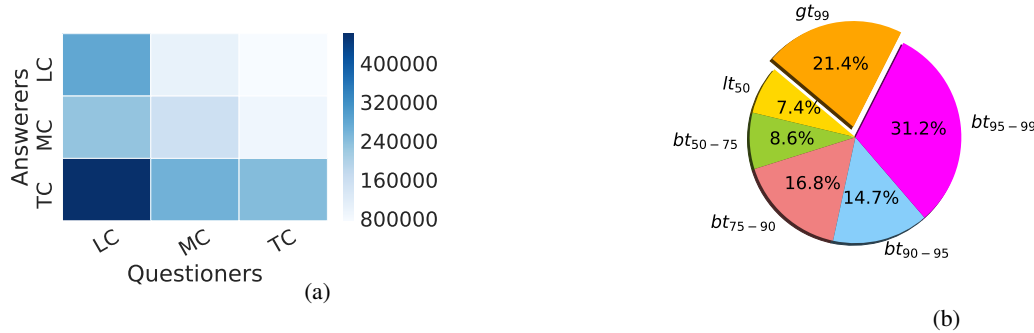 Answerers
LC
MC
TC
LC
MC
TC
Questioners
400000
320000
240000
160000
800000
(a)
gt99
21.4%
lt50
7.4%
bt50−75
8.6%
bt75−90
16.8%
bt90−95
14.7%
bt95−99
31.2%
(b)